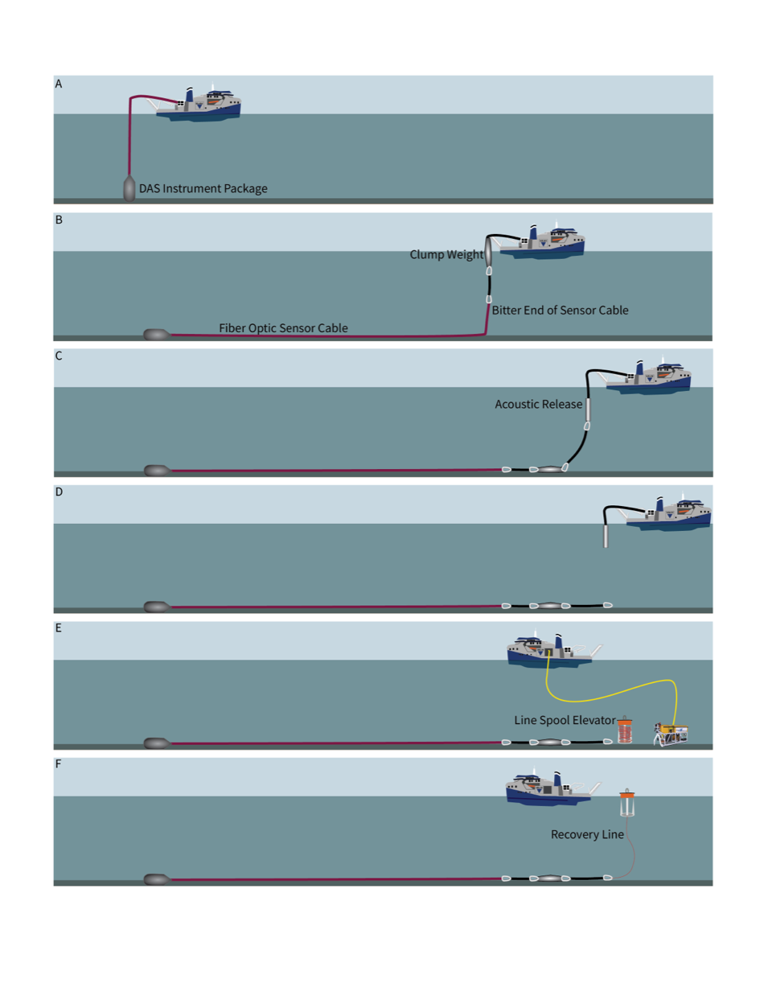 A
DAS Instrument Package
B
Clump Weight
Bitter End of Sensor Cable
Fiber Optic Sensor Cable
C
Acoustic Release
D
E
Line Spool Elevator
F
Recovery Line